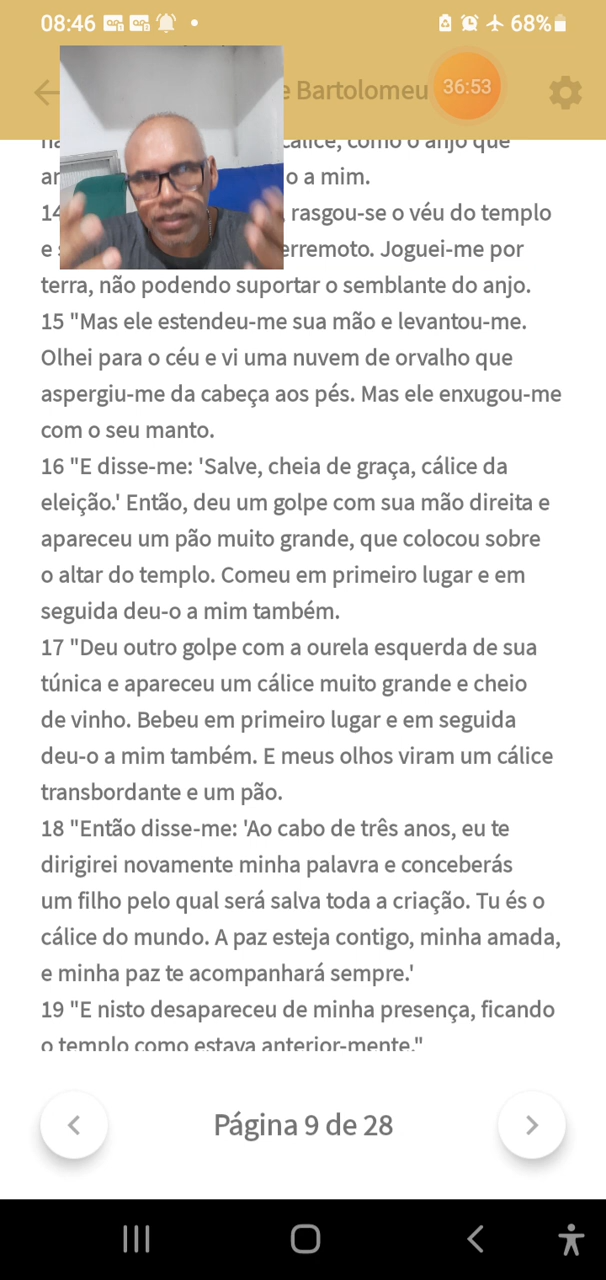 08:46
68%
e Bartolomeu
36:53
cálice, como o anjo que
o a mim.
14 rasgou-se o véu do templo
e erremoto. Joguei-me por
terra, não podendo suportar o semblante do anjo.
15 "Mas ele estendeu-me sua mão e levantou-me.
Olhei para o céu e vi uma nuvem de orvalho que
aspergiu-me da cabeça aos pés. Mas ele enxugou-me
com o seu manto.
16 "E disse-me: 'Salve, cheia de graça, cálice da
eleição.' Então, deu um golpe com sua mão direita e
apareceu um pão muito grande, que colocou sobre
o altar do templo. Comeu em primeiro lugar e em
seguida deu-o a mim também.
17 "Deu outro golpe com a ourela esquerda de sua
túnica e apareceu um cálice muito grande e cheio
de vinho. Bebeu em primeiro lugar e em seguida
deu-o a mim também. E meus olhos viram um cálice
transbordante e um pão.
18 "Então disse-me: 'Ao cabo de três anos, eu te
dirigirei novamente minha palavra e conceberás
um filho pelo qual será salva toda a criação. Tu és o
cálice do mundo. A paz esteja contigo, minha amada,
e minha paz te acompanhará sempre.'
19 "E nisto desapareceu de minha presença, ficando
o templo como estava anterior-mente."
Página 9 de 28